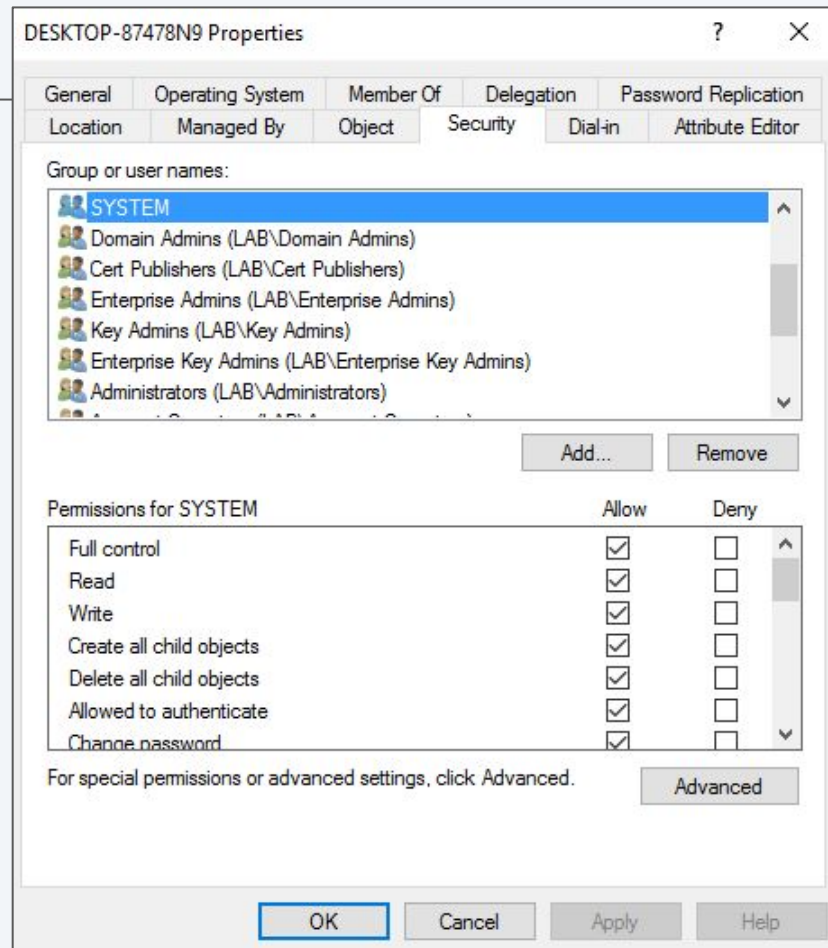 DESKTOP-87478N9 Properties ? ✕
General Operating System Member Of Delegation Password Replication
Location Managed By Object Security Dial-in Attribute Editor
Group or user names:
SYSTEM
Domain Admins (LAB\Domain Admins)
Cert Publishers (LAB\Cert Publishers)
Enterprise Admins (LAB\Enterprise Admins)
Key Admins (LAB\Key Admins)
Enterprise Key Admins (LAB\Enterprise Key Admins)
Administrators (LAB\Administrators)
Add... Remove
Permissions for SYSTEM Allow Deny
Full control
Read
Write
Create all child objects
Delete all child objects
Allowed to authenticate
Change password
For special permissions or advanced settings, click Advanced. Advanced
OK Cancel Apply Help